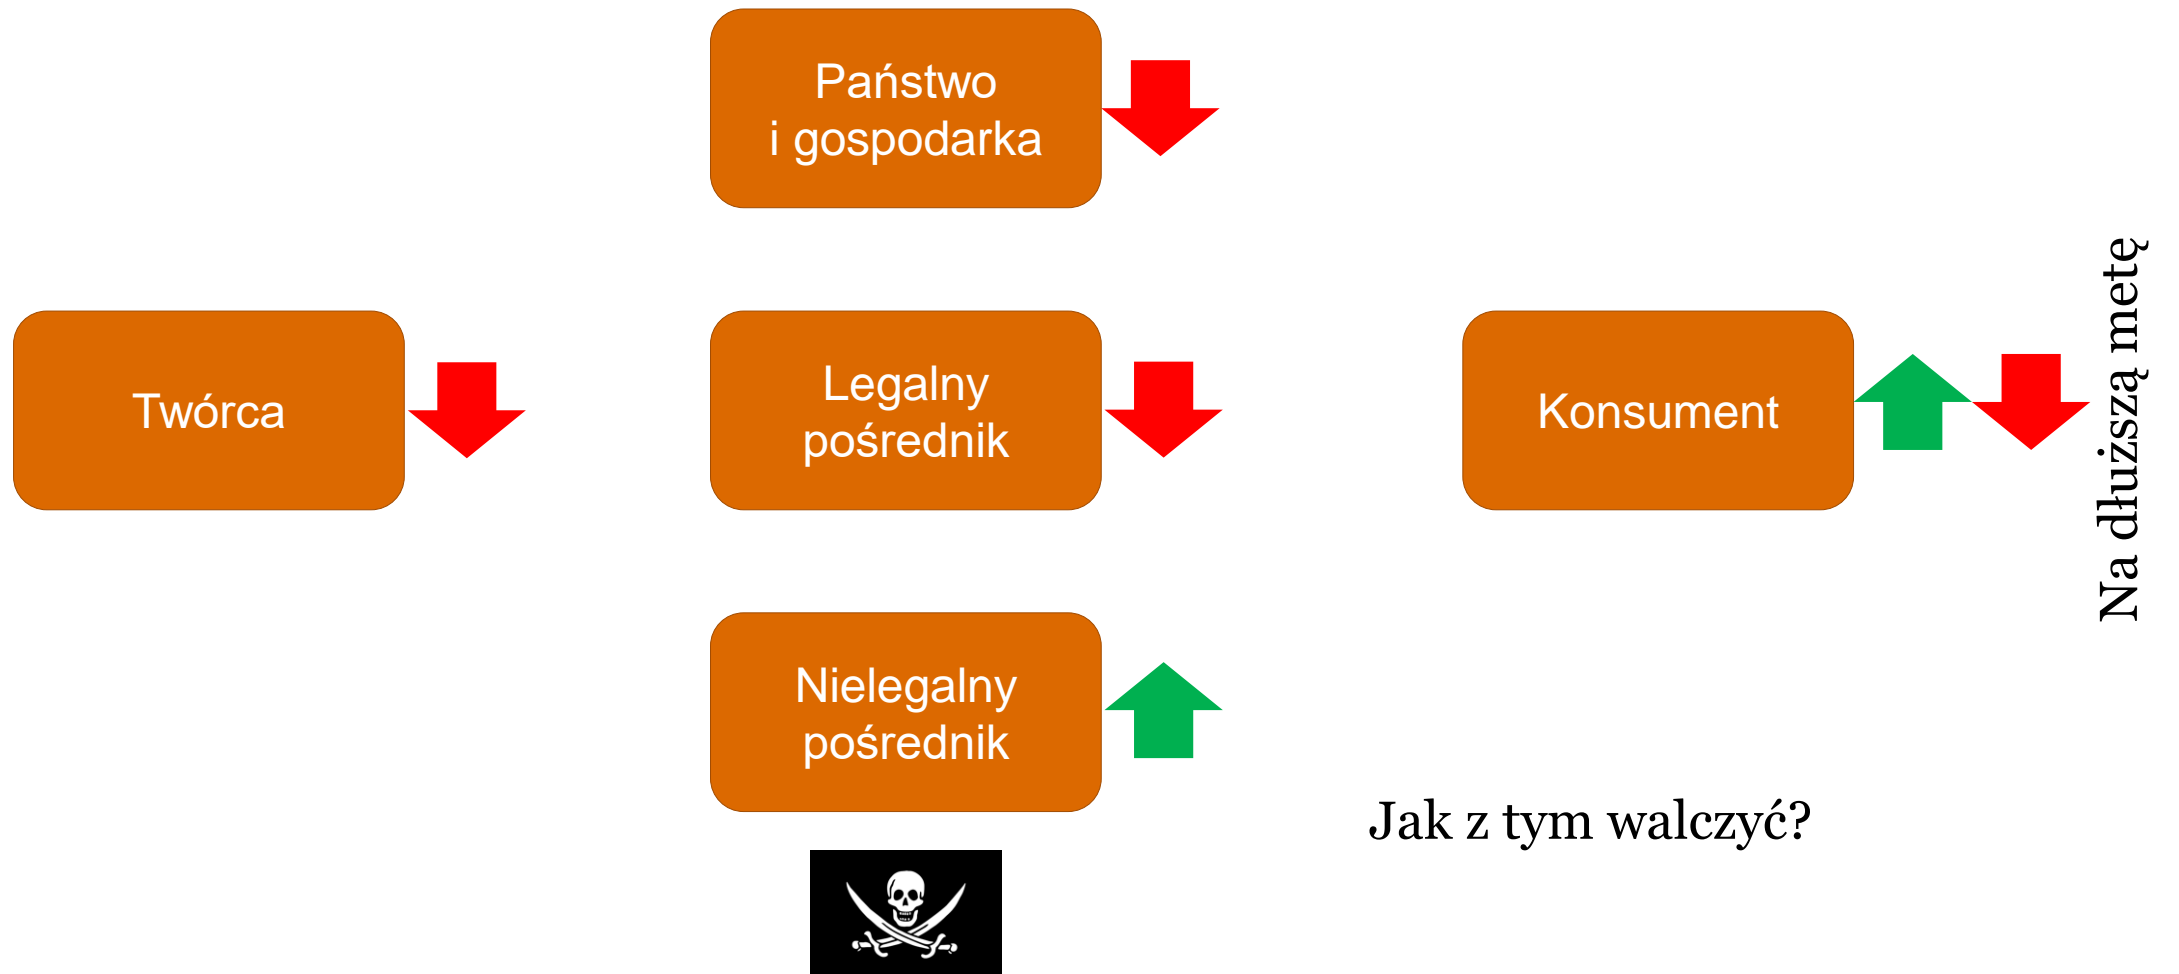 Państwo
i gospodarka
Twórca
Legalny
pośrednik
Konsument
Na dłuższą metę
Nielegalny
pośrednik
Jak z tym walczyć?